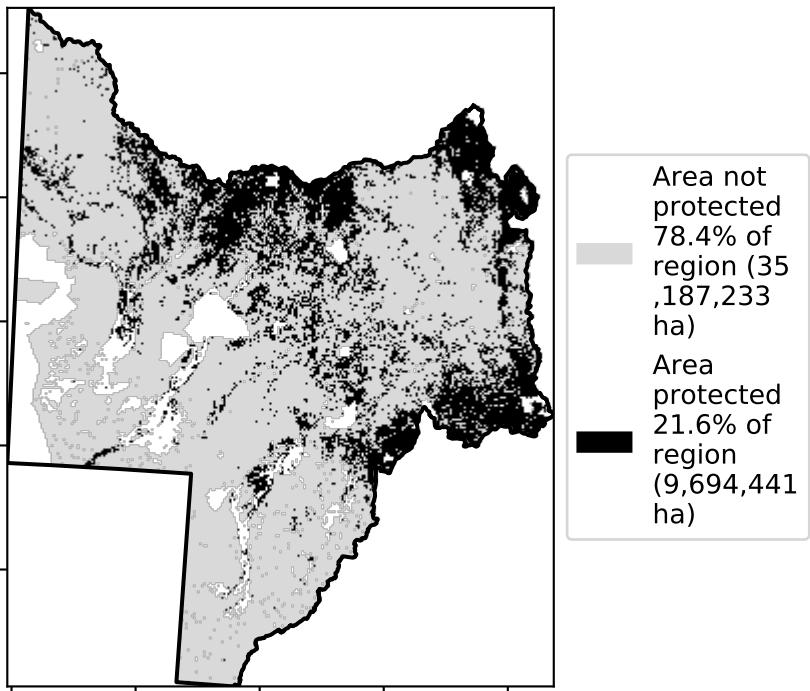 Area not
protected
78.4% of
region (35
,187,233
ha)
Area
protected
21.6% of
region
(9,694,441
ha)